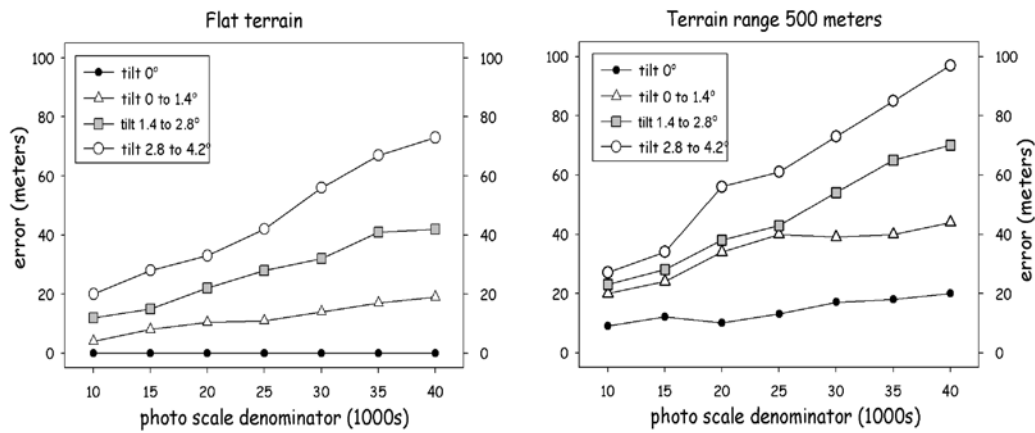 Flat terrain
100
80
60
40
20
0
error (meters)
tilt 0°
tilt 0 to 1.4°
tilt 1.4 to 2.8°
tilt 2.8 to 4.2°
100
80
60
40
20
0
10 15 20 25 30 35 40
photo scale denominator (1000s)
Terrain range 500 meters
100
80
60
40
20
0
tilt 0°
tilt 0 to 1.4°
tilt 1.4 to 2.8°
tilt 2.8 to 4.2°
100
80
60
40
20
0
error (meters)
10 15 20 25 30 35 40
photo scale denominator (1000s)